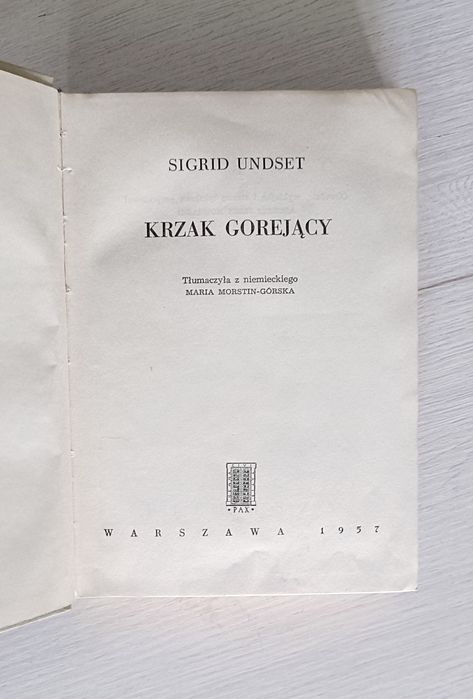 SIGRID UNDSET
KRZAK GOREJĄCY
Tłumaczyła z niemieckiego
MARIA MORSTIN-GÓRSKA
• PAX •
WARSZAWA 1957